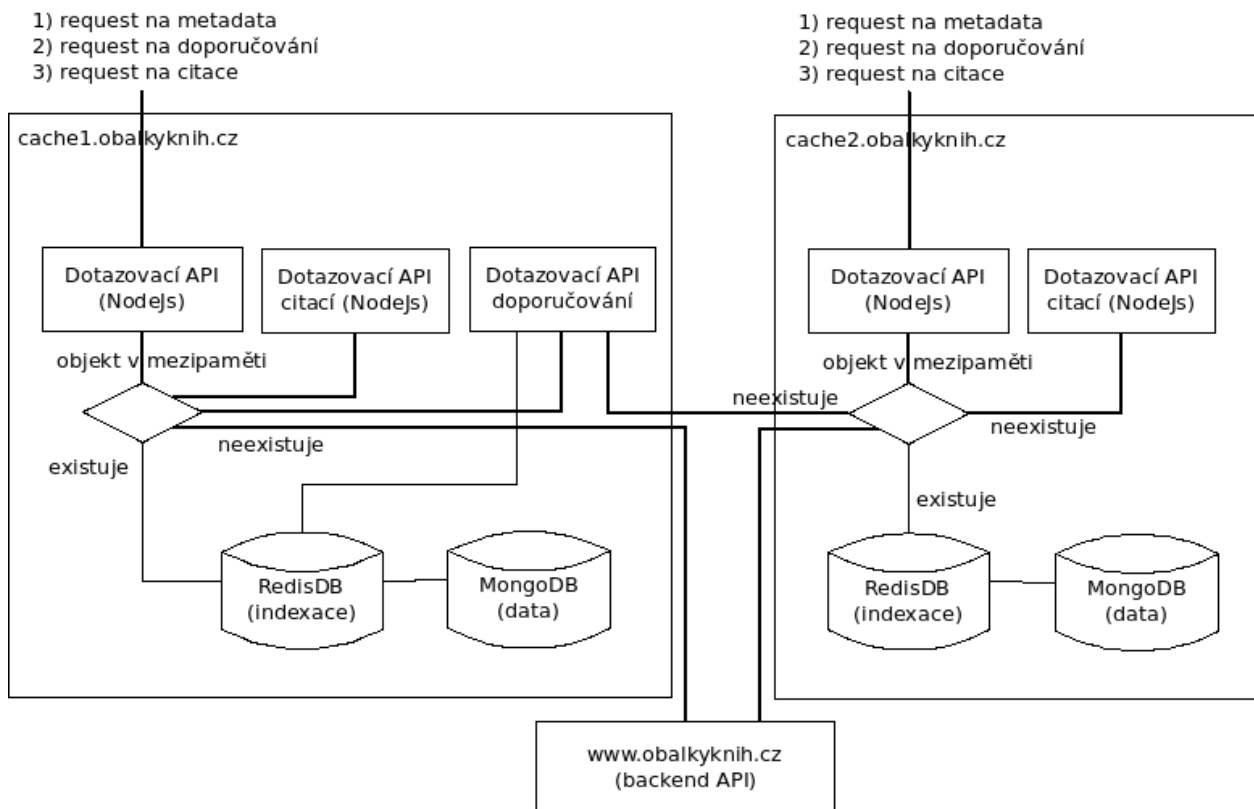 1) request na metadata
2) request na doporučování
3) request na citace
1) request na metadata
2) request na doporučování
3) request na citace
cache1.obalkyknih.cz
cache2.obalkyknih.cz
Dotazovací API
(NodeJs)
Dotazovací API
citací (NodeJs)
Dotazovací API
doporučování
Dotazovací API
(NodeJs)
Dotazovací API
citací (NodeJs)
objekt v mezipaměti
objekt v mezipaměti
neexistuje
neexistuje
neexistuje
existuje
existuje
RedisDB
(indexace)
MongoDB
(data)
RedisDB
(indexace)
MongoDB
(data)
www.obalkyknih.cz
(backend API)